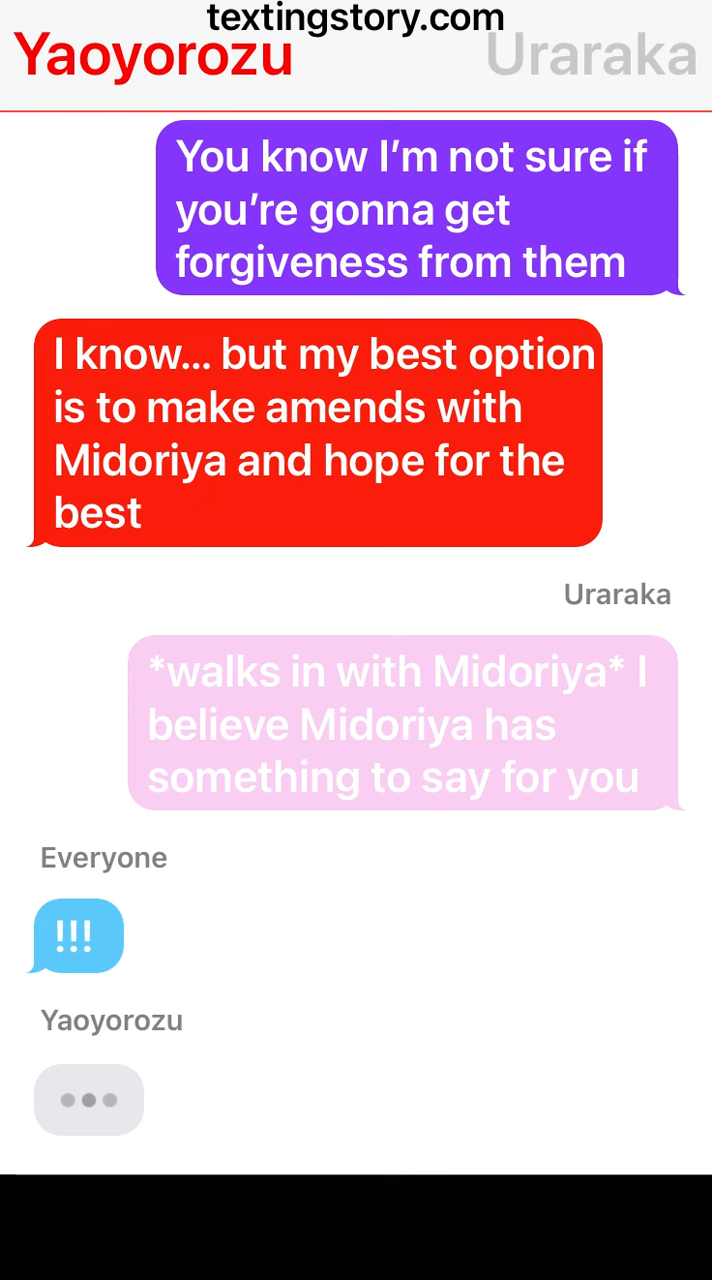 textingstory.com
Yaoyorozu
Uraraka
You know I’m not sure if
you’re gonna get
forgiveness from them
I know... but my best option
is to make amends with
Midoriya and hope for the
best
Uraraka
*walks in with Midoriya* I
believe Midoriya has
something to say for you
Everyone
!!!
Yaoyorozu